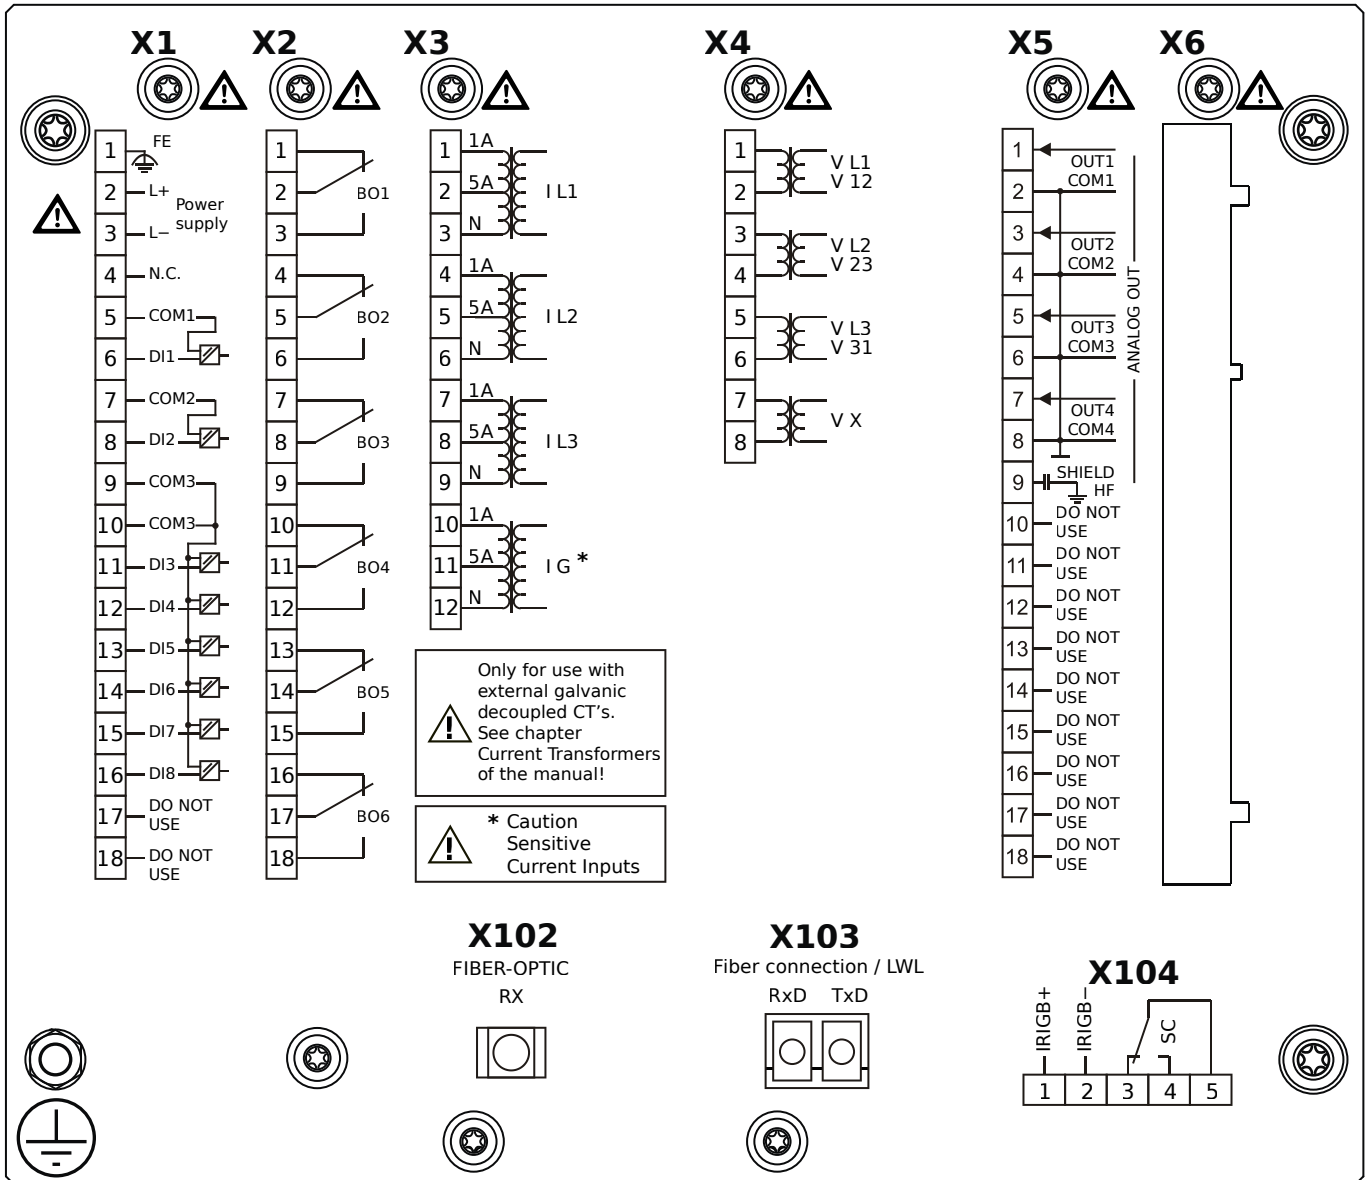 X1 X2 X3 X4 X5 X6
1 FE
2 L+
Power
supply
3 L−
4 N.C.
5 COM1
6 DI1
7 COM2
8 DI2
9 COM3
10 COM3
11 DI3
12 DI4
13 DI5
14 DI6
15 DI7
16 DI8
17 DO NOT
USE
18 DO NOT
USE
1
2 BO1
3
4
5 BO2
6
7
8 BO3
9
10
11 BO4
12
13
14 BO5
15
16
17 BO6
18
1 1A
2 5A I L1
3 N
4 1A
5 5A I L2
6 N
7 1A
8 5A I L3
9 N
10 1A
11 5A I G *
12 N
Only for use with
external galvanic
decoupled CT's.
See chapter
Current Transformers
of the manual!
* Caution
Sensitive
Current Inputs
1 V L1
2 V 12
3 V L2
4 V 23
5 V L3
6 V 31
7 V X
8
1 OUT1
2 COM1
3 OUT2
4 COM2
5 OUT3
6 COM3
7 OUT4
8 COM4
ANALOG OUT
9 SHIELD
HF
10 DO NOT
USE
11 DO NOT
USE
12 DO NOT
USE
13 DO NOT
USE
14 DO NOT
USE
15 DO NOT
USE
16 DO NOT
USE
17 DO NOT
USE
18 DO NOT
USE
X102
FIBER-OPTIC
RX
X103
Fiber connection / LWL
RxD TxD
X104
IRIGB+ IRIGB− SC
1 2 3 4 5